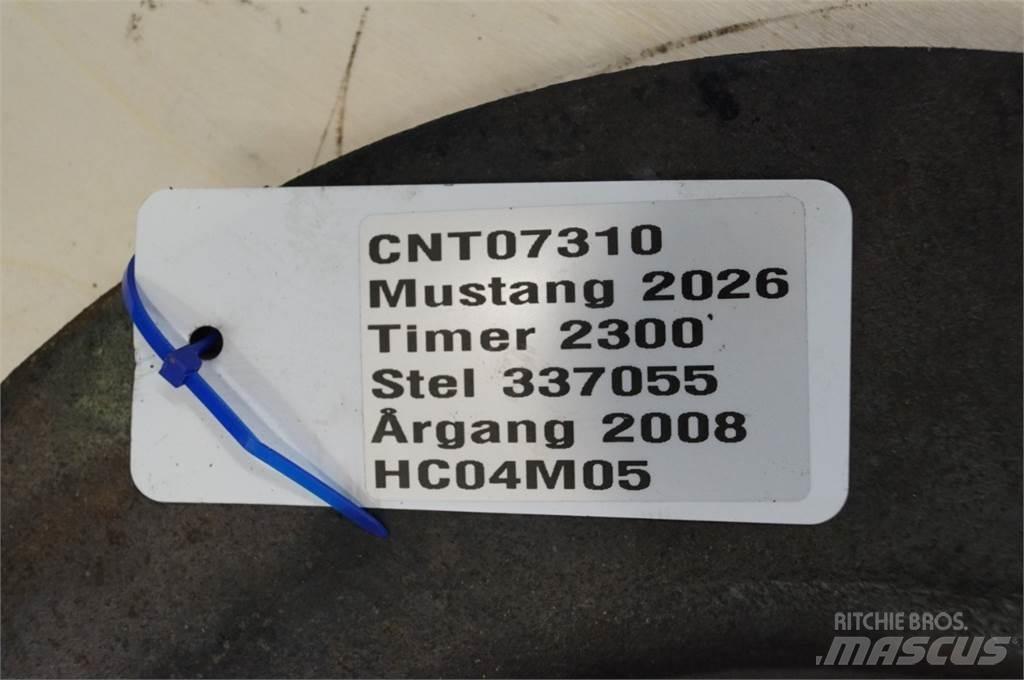 CNT07310
Mustang 2026
Timer 2300
Stel 337055
Årgang 2008
HC04M05
RITCHIE BROS.
MASCUS